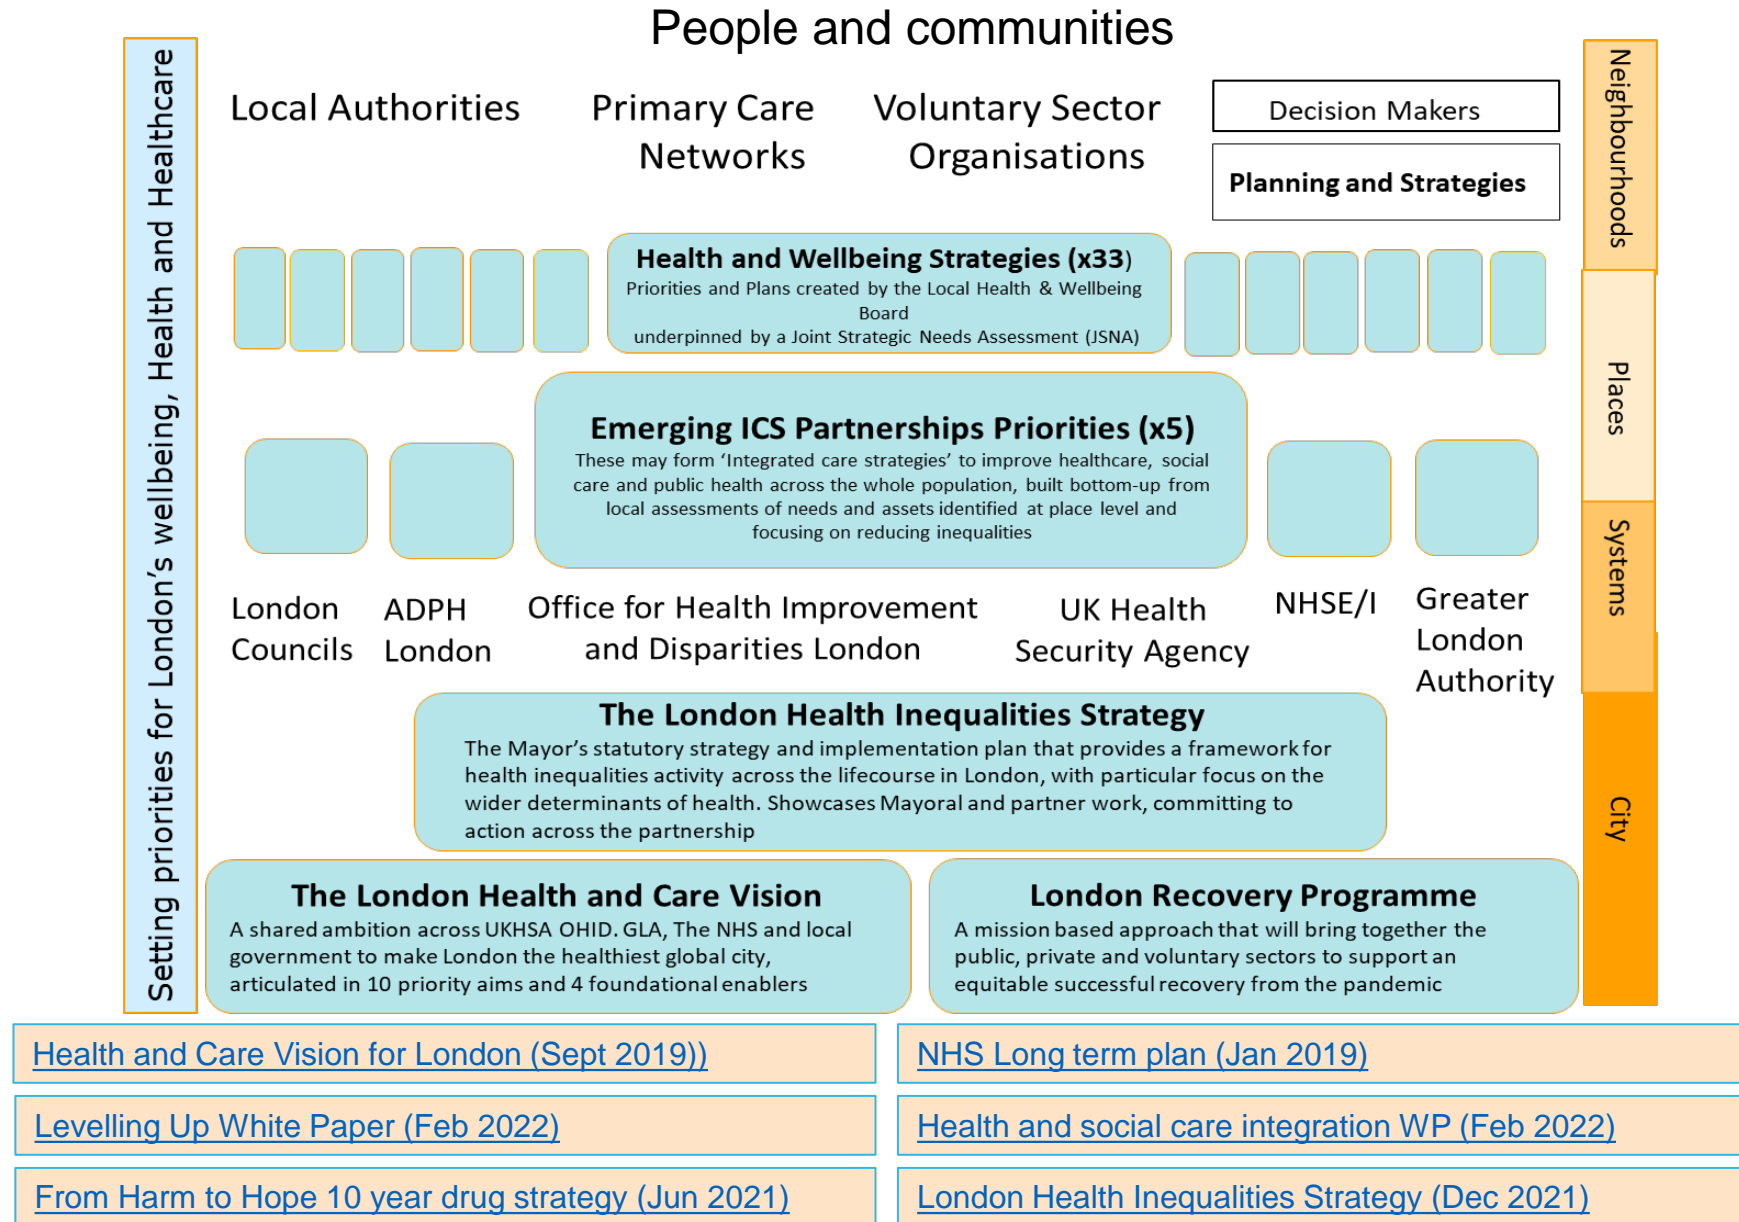 People and communities
Setting priorities for London’s wellbeing, Health and Healthcare
Local Authorities
Primary Care
Networks
Voluntary Sector
Organisations
Decision Makers
Planning and Strategies
Neighbourhoods
Health and Wellbeing Strategies (x33)
Priorities and Plans created by the Local Health & Wellbeing
Board
underpinned by a Joint Strategic Needs Assessment (JSNA)
Places
Emerging ICS Partnerships Priorities (x5)
These may form ‘Integrated care strategies’ to improve healthcare, social
care and public health across the whole population, built bottom-up from
local assessments of needs and assets identified at place level and
focusing on reducing inequalities
Systems
London
Councils
ADPH
London
Office for Health Improvement
and Disparities London
UK Health
Security Agency
NHSE/I
Greater
London
Authority
The London Health Inequalities Strategy
The Mayor’s statutory strategy and implementation plan that provides a framework for
health inequalities activity across the lifecourse in London, with particular focus on the
wider determinants of health. Showcases Mayoral and partner work, committing to
action across the partnership
City
The London Health and Care Vision
A shared ambition across UKHSA OHID. GLA, The NHS and local
government to make London the healthiest global city,
articulated in 10 priority aims and 4 foundational enablers
London Recovery Programme
A mission based approach that will bring together the
public, private and voluntary sectors to support an
equitable successful recovery from the pandemic
Health and Care Vision for London (Sept 2019))
NHS Long term plan (Jan 2019)
Levelling Up White Paper (Feb 2022)
Health and social care integration WP (Feb 2022)
From Harm to Hope 10 year drug strategy (Jun 2021)
London Health Inequalities Strategy (Dec 2021)